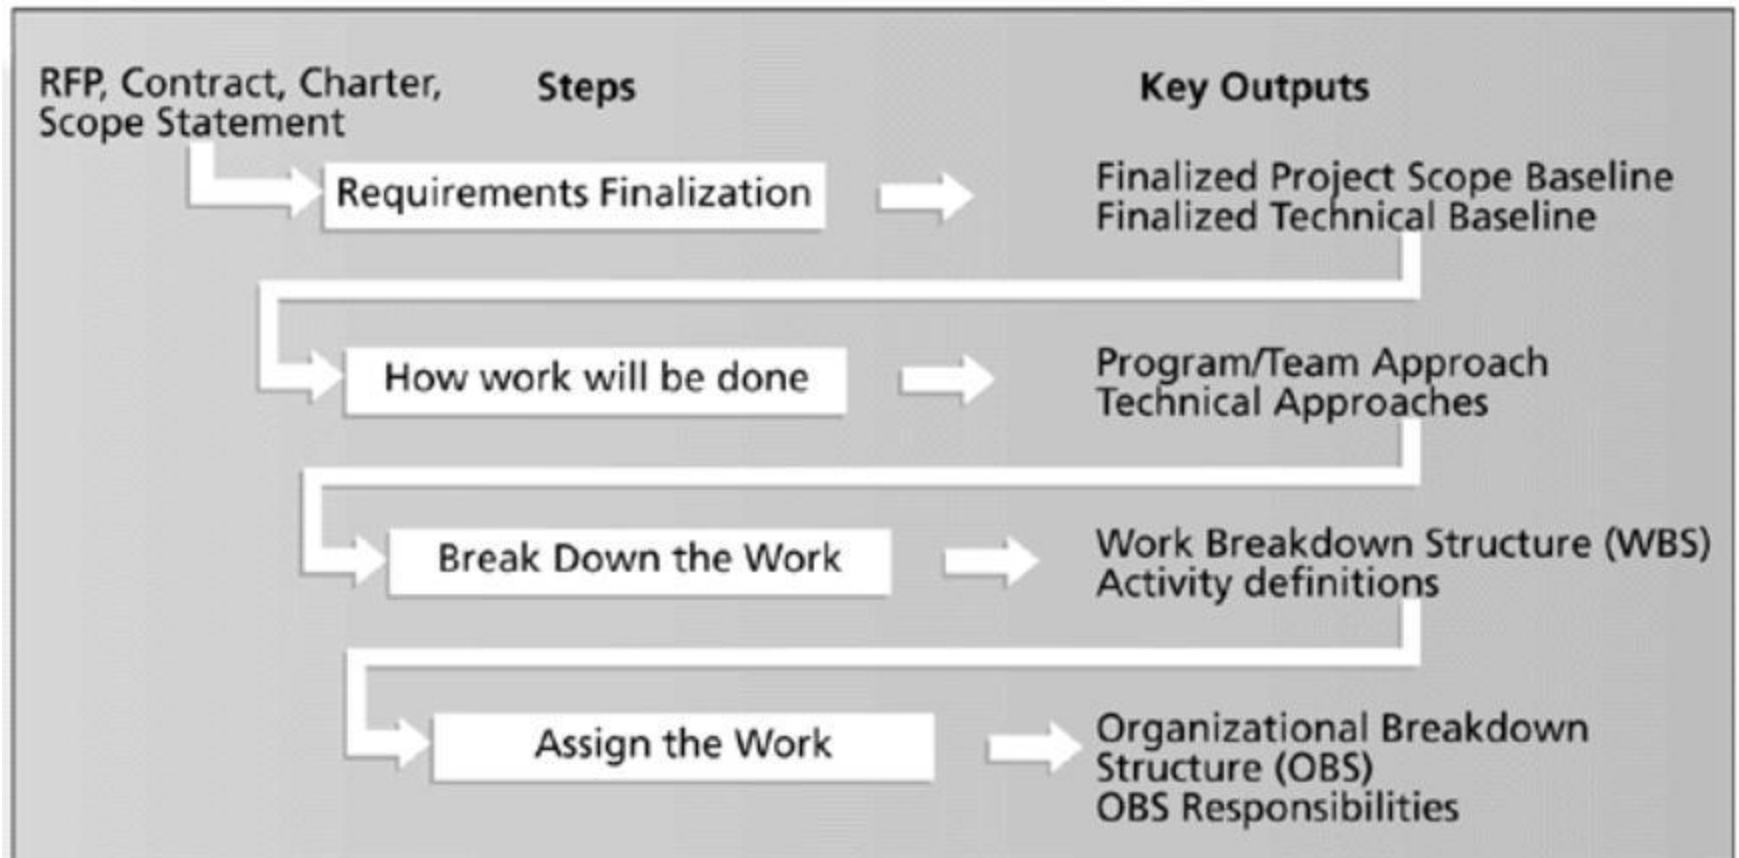 RFP, Contract, Charter,
Scope Statement
Steps
Key Outputs
Requirements Finalization
Finalized Project Scope Baseline
Finalized Technical Baseline
How work will be done
Program/Team Approach
Technical Approaches
Break Down the Work
Work Breakdown Structure (WBS)
Activity definitions
Assign the Work
Organizational Breakdown
Structure (OBS)
OBS Responsibilities